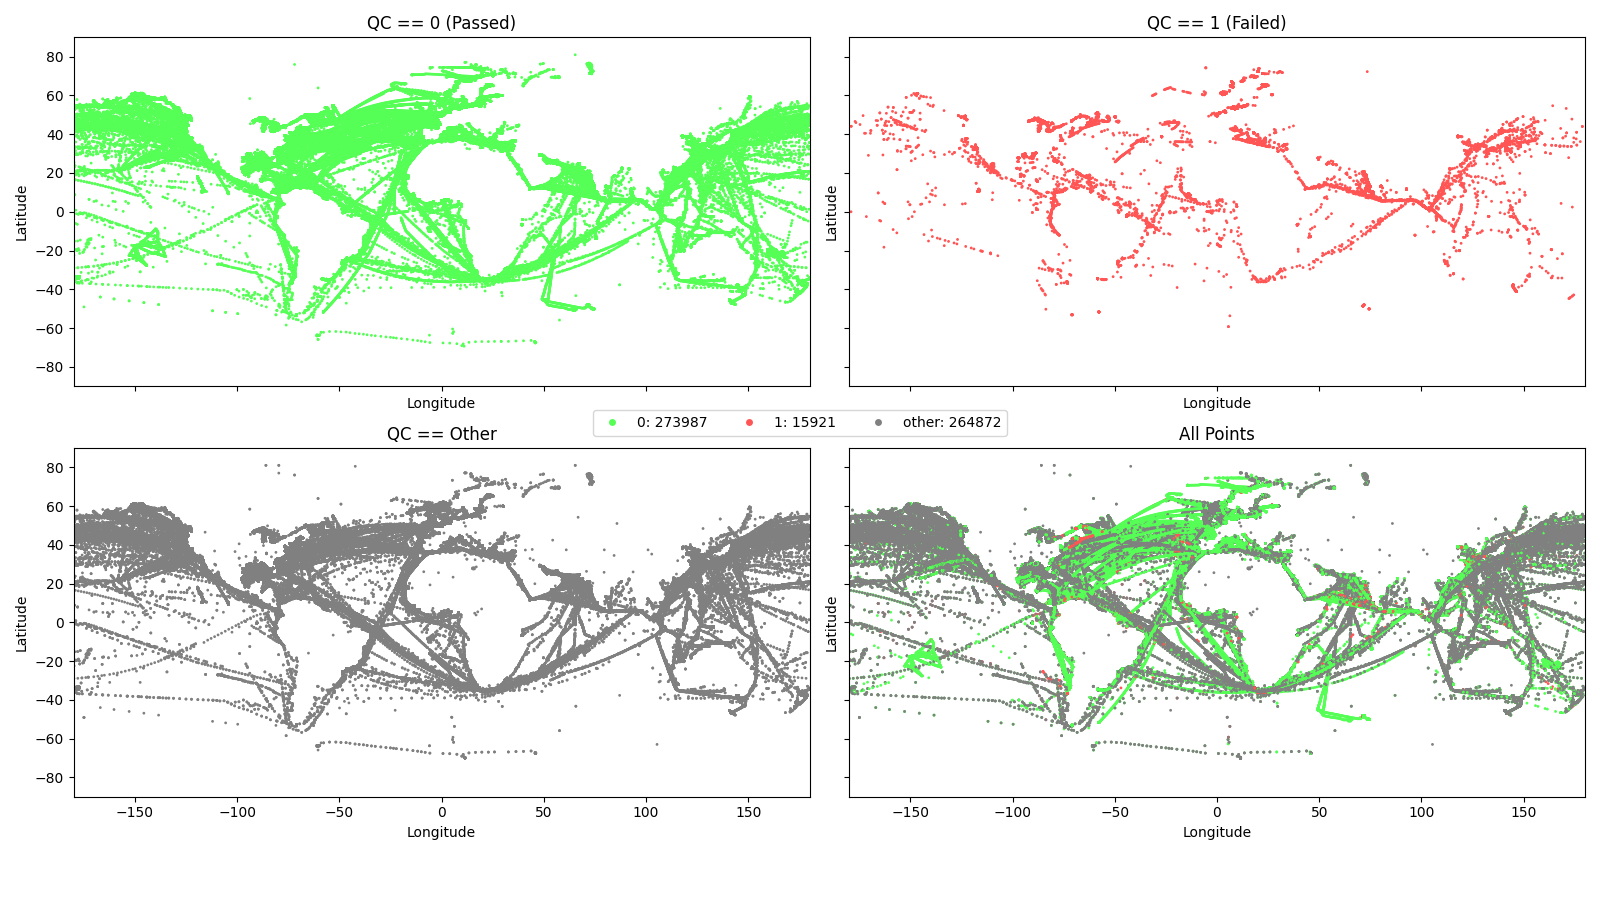 QC == 0 (Passed)
QC == 1 (Failed)
80
60
40
20
0
−20
−40
−60
−80
Latitude
Latitude
Longitude
Longitude
0: 273987 1: 15921 other: 264872
QC == Other
All Points
80
60
40
20
0
−20
−40
−60
−80
Latitude
Latitude
−150 −100 −50 0 50 100 150
−150 −100 −50 0 50 100 150
Longitude
Longitude